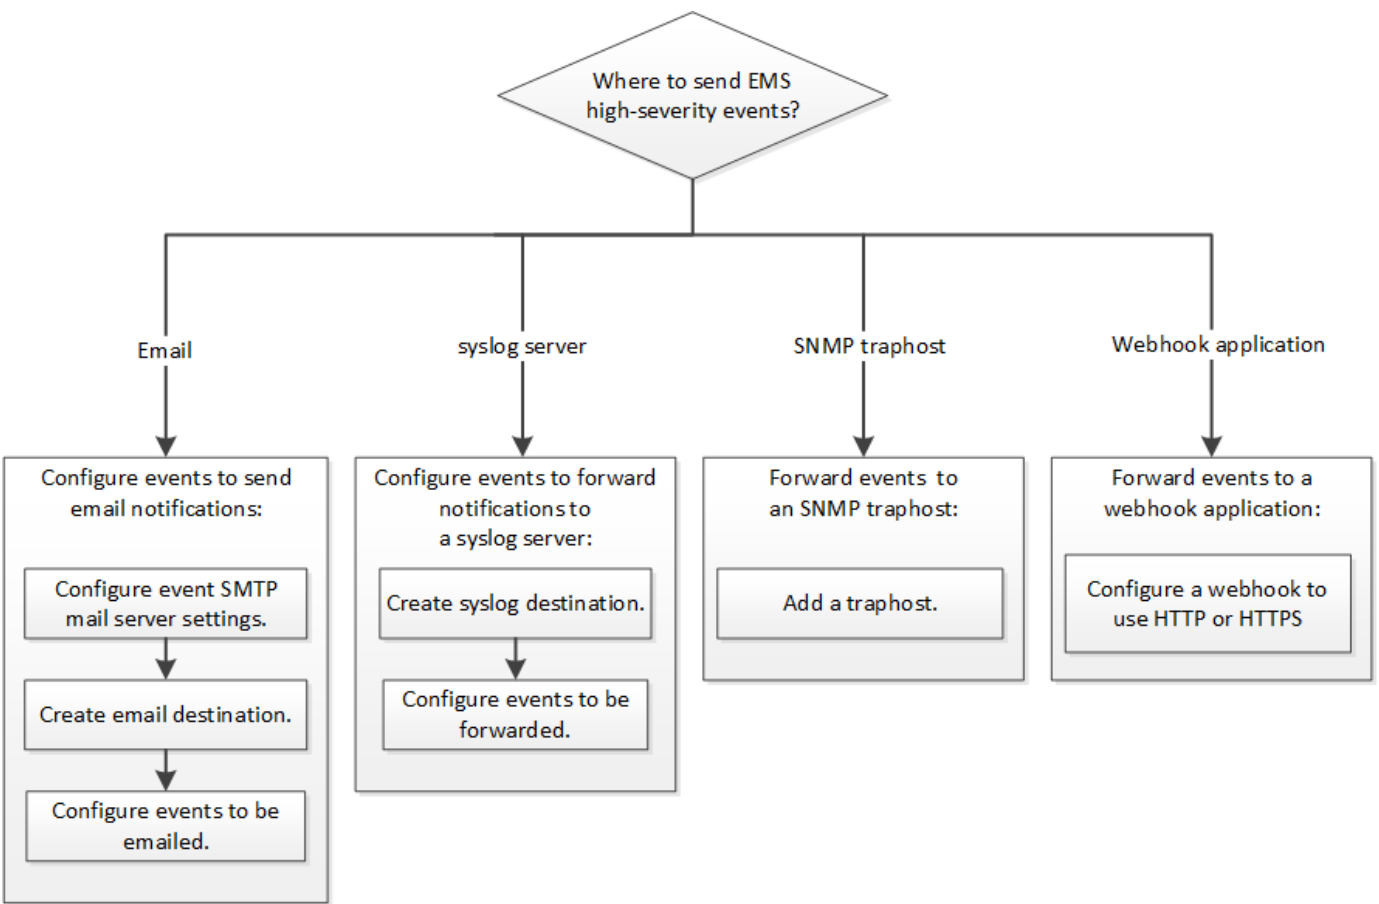 Where to send EMS
high-severity events?
Email
syslog server
SNMP traphost
Webhook application
Configure events to send
email notifications:
Configure event SMTP
mail server settings.
Create email destination.
Configure events to be
emailed.
Configure events to forward
notifications to
a syslog server:
Create syslog destination.
Configure events to be
forwarded.
Forward events to
an SNMP traphost:
Add a traphost.
Forward events to a
webhook application:
Configure a webhook to
use HTTP or HTTPS